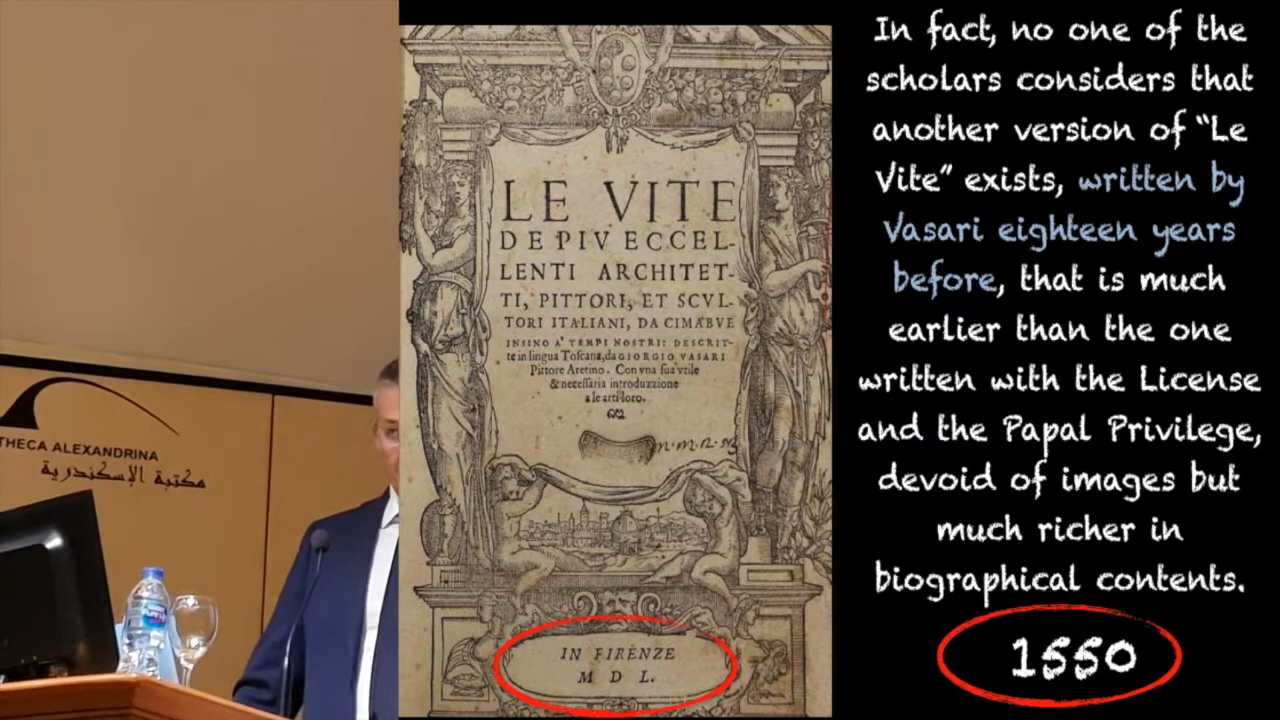 THECA ALEXANDRINA
مكتبة الإسكندرية
LE VITE
DE PIV ECCEL-
LENTI ARCHITET-
TI, PITTORI, ET SCVL-
TORI ITALIANI, DA CIMABVE
INSINO A' TEMPI NOSTRI: DESCRIT-
te in lingua Toscana, da GIORGIO VASARI
Pittore Aretino. Con vna sua vtile
& necessaria introduzzione
a le arti loro.
IN FIRENZE
M D L.
In fact, no one of the
scholars considers that
another version of “Le
Vite” exists, written by
Vasari eighteen years
before, that is much
earlier than the one
written with the License
and the Papal Privilege,
devoid of images but
much richer in
biographical contents.
1550